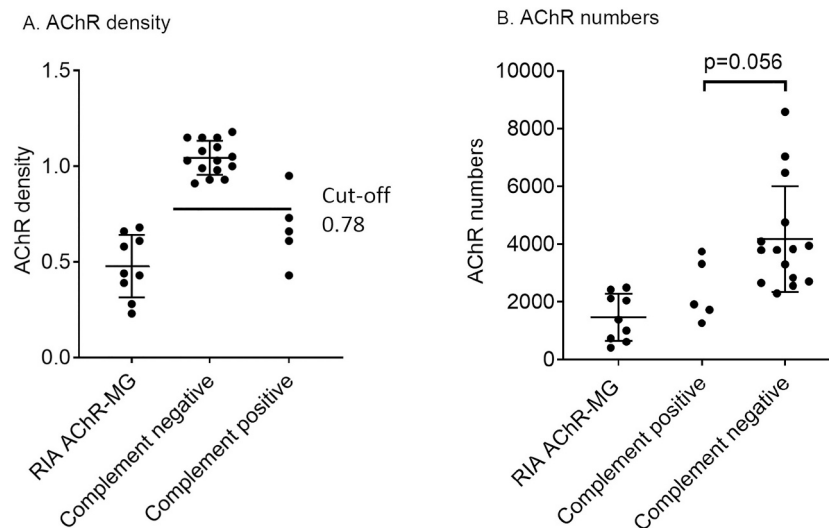 A. AChR density
1.5
1.0
0.5
0.0
AChR density
Cut-off
0.78
RIA AChR-MG
Complement negative
Complement positive
B. AChR numbers
p=0.056
10000
8000
6000
4000
2000
0
AChR numbers
RIA AChR-MG
Complement positive
Complement negative